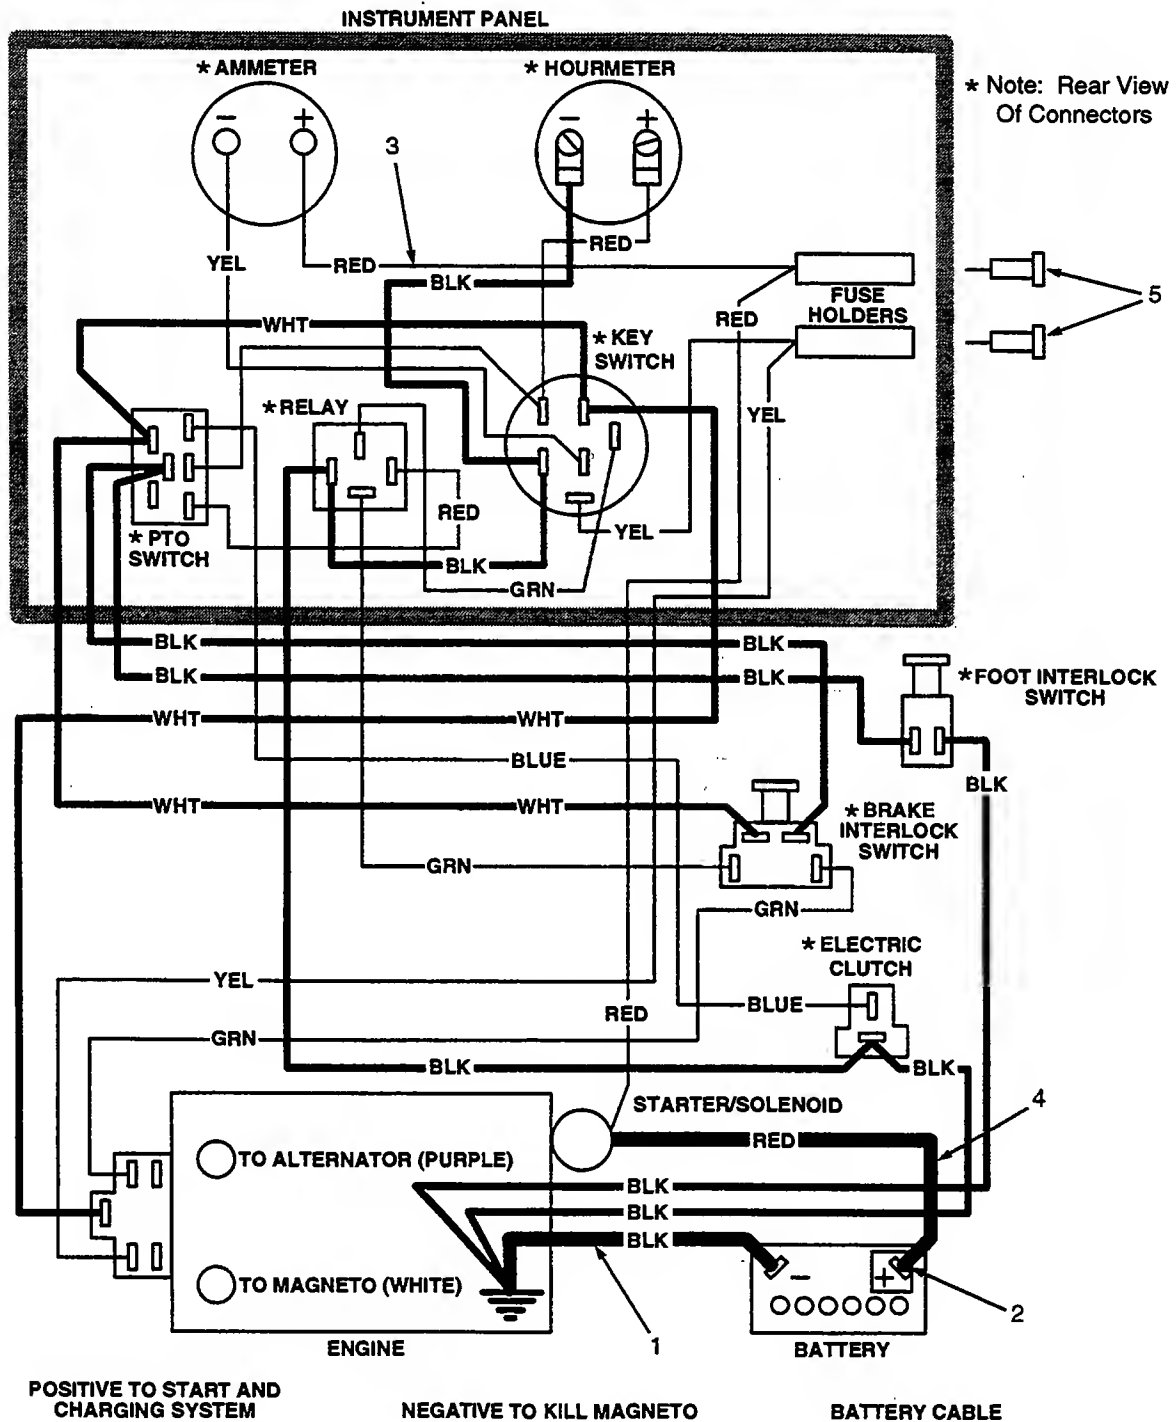 INSTRUMENT PANEL
* AMMETER
* HOURMETER
* Note: Rear View
Of Connectors
− +
− +
3
RED
YEL
RED
BLK
5
FUSE
HOLDERS
RED
WHT
* KEY
SWITCH
* RELAY
YEL
RED
YEL
* PTO
SWITCH
BLK
GRN
BLK
BLK
BLK
BLK
* FOOT INTERLOCK
SWITCH
WHT
WHT
BLUE
BLK
WHT
WHT
* BRAKE
INTERLOCK
SWITCH
GRN
GRN
* ELECTRIC
CLUTCH
YEL
BLUE
RED
GRN
BLK
BLK
4
STARTER/SOLENOID
RED
TO ALTERNATOR (PURPLE)
BLK
BLK
BLK
TO MAGNETO (WHITE)
− +
2
1
ENGINE
BATTERY
POSITIVE TO START AND
CHARGING SYSTEM
NEGATIVE TO KILL MAGNETO
BATTERY CABLE